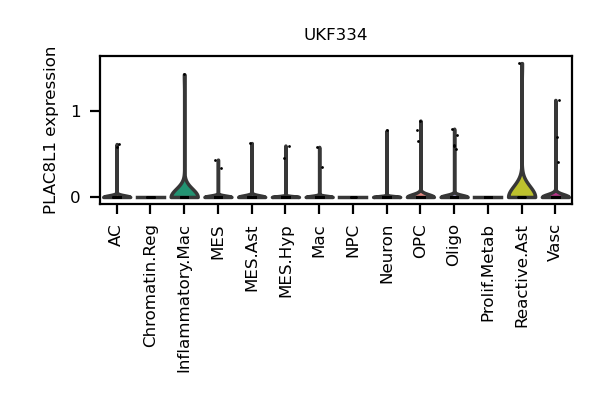 UKF334
PLAC8L1 expression
1
0
AC
Chromatin.Reg
Inflammatory.Mac
MES
MES.Ast
MES.Hyp
Mac
NPC
Neuron
OPC
Oligo
Prolif.Metab
Reactive.Ast
Vasc